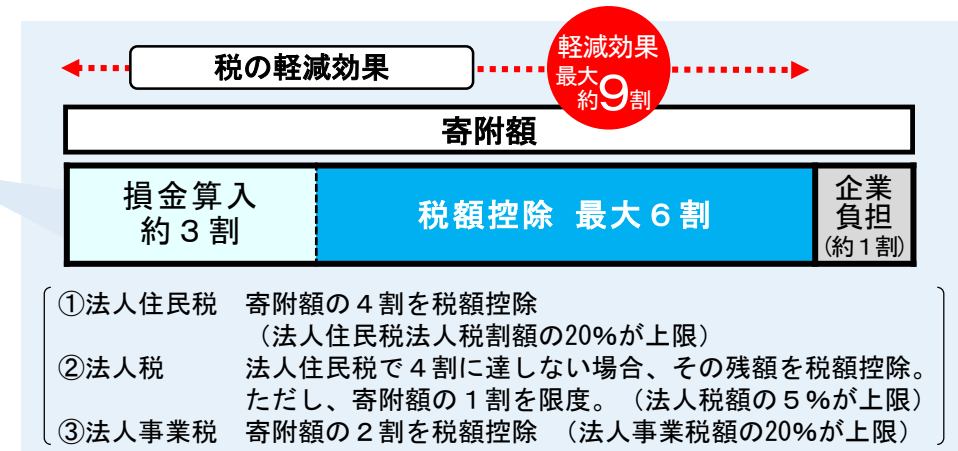 税の軽減効果
軽減効果
最大
約9割
寄附額
損金算入
約3割
税額控除 最大6割
企業
負担
(約1割)
①法人住民税 寄附額の4割を税額控除
(法人住民税法人税割額の20%が上限)
②法人税 法人住民税で4割に達しない場合、その残額を税額控除。
ただし、寄附額の1割を限度。(法人税額の5%が上限)
③法人事業税 寄附額の2割を税額控除 (法人事業税額の20%が上限)